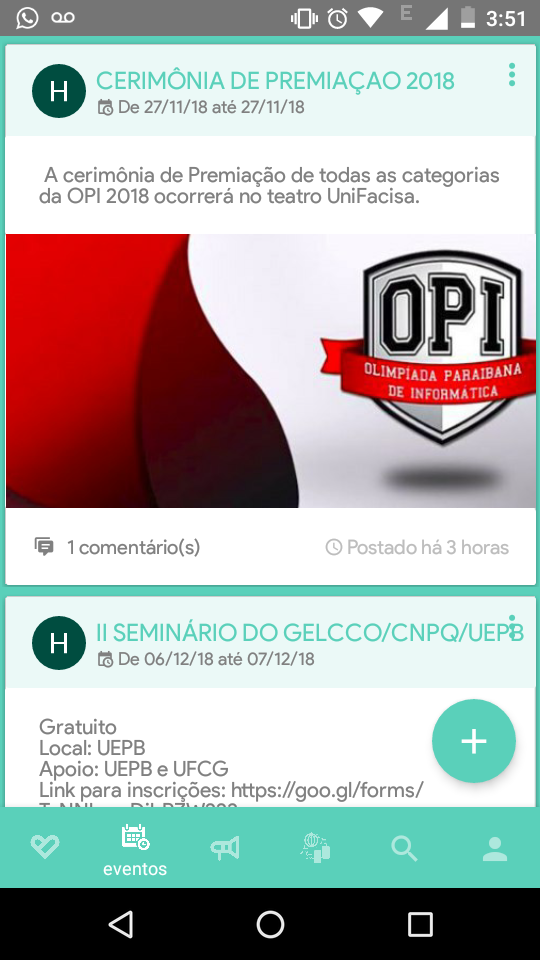 E
3:51
H
CERIMÔNIA DE PREMIAÇAO 2018
De 27/11/18 até 27/11/18
A cerimônia de Premiação de todas as categorias
da OPI 2018 ocorrerá no teatro UniFacisa.
OPI
OLIMPÍADA PARAIBANA
DE INFORMÁTICA
1 comentário(s)
Postado há 3 horas
H
II SEMINÁRIO DO GELCCO/CNPQ/UEPB
De 06/12/18 até 07/12/18
Gratuito
Local: UEPB
Apoio: UEPB e UFCG
Link para inscrições: https://goo.gl/forms/
eventos